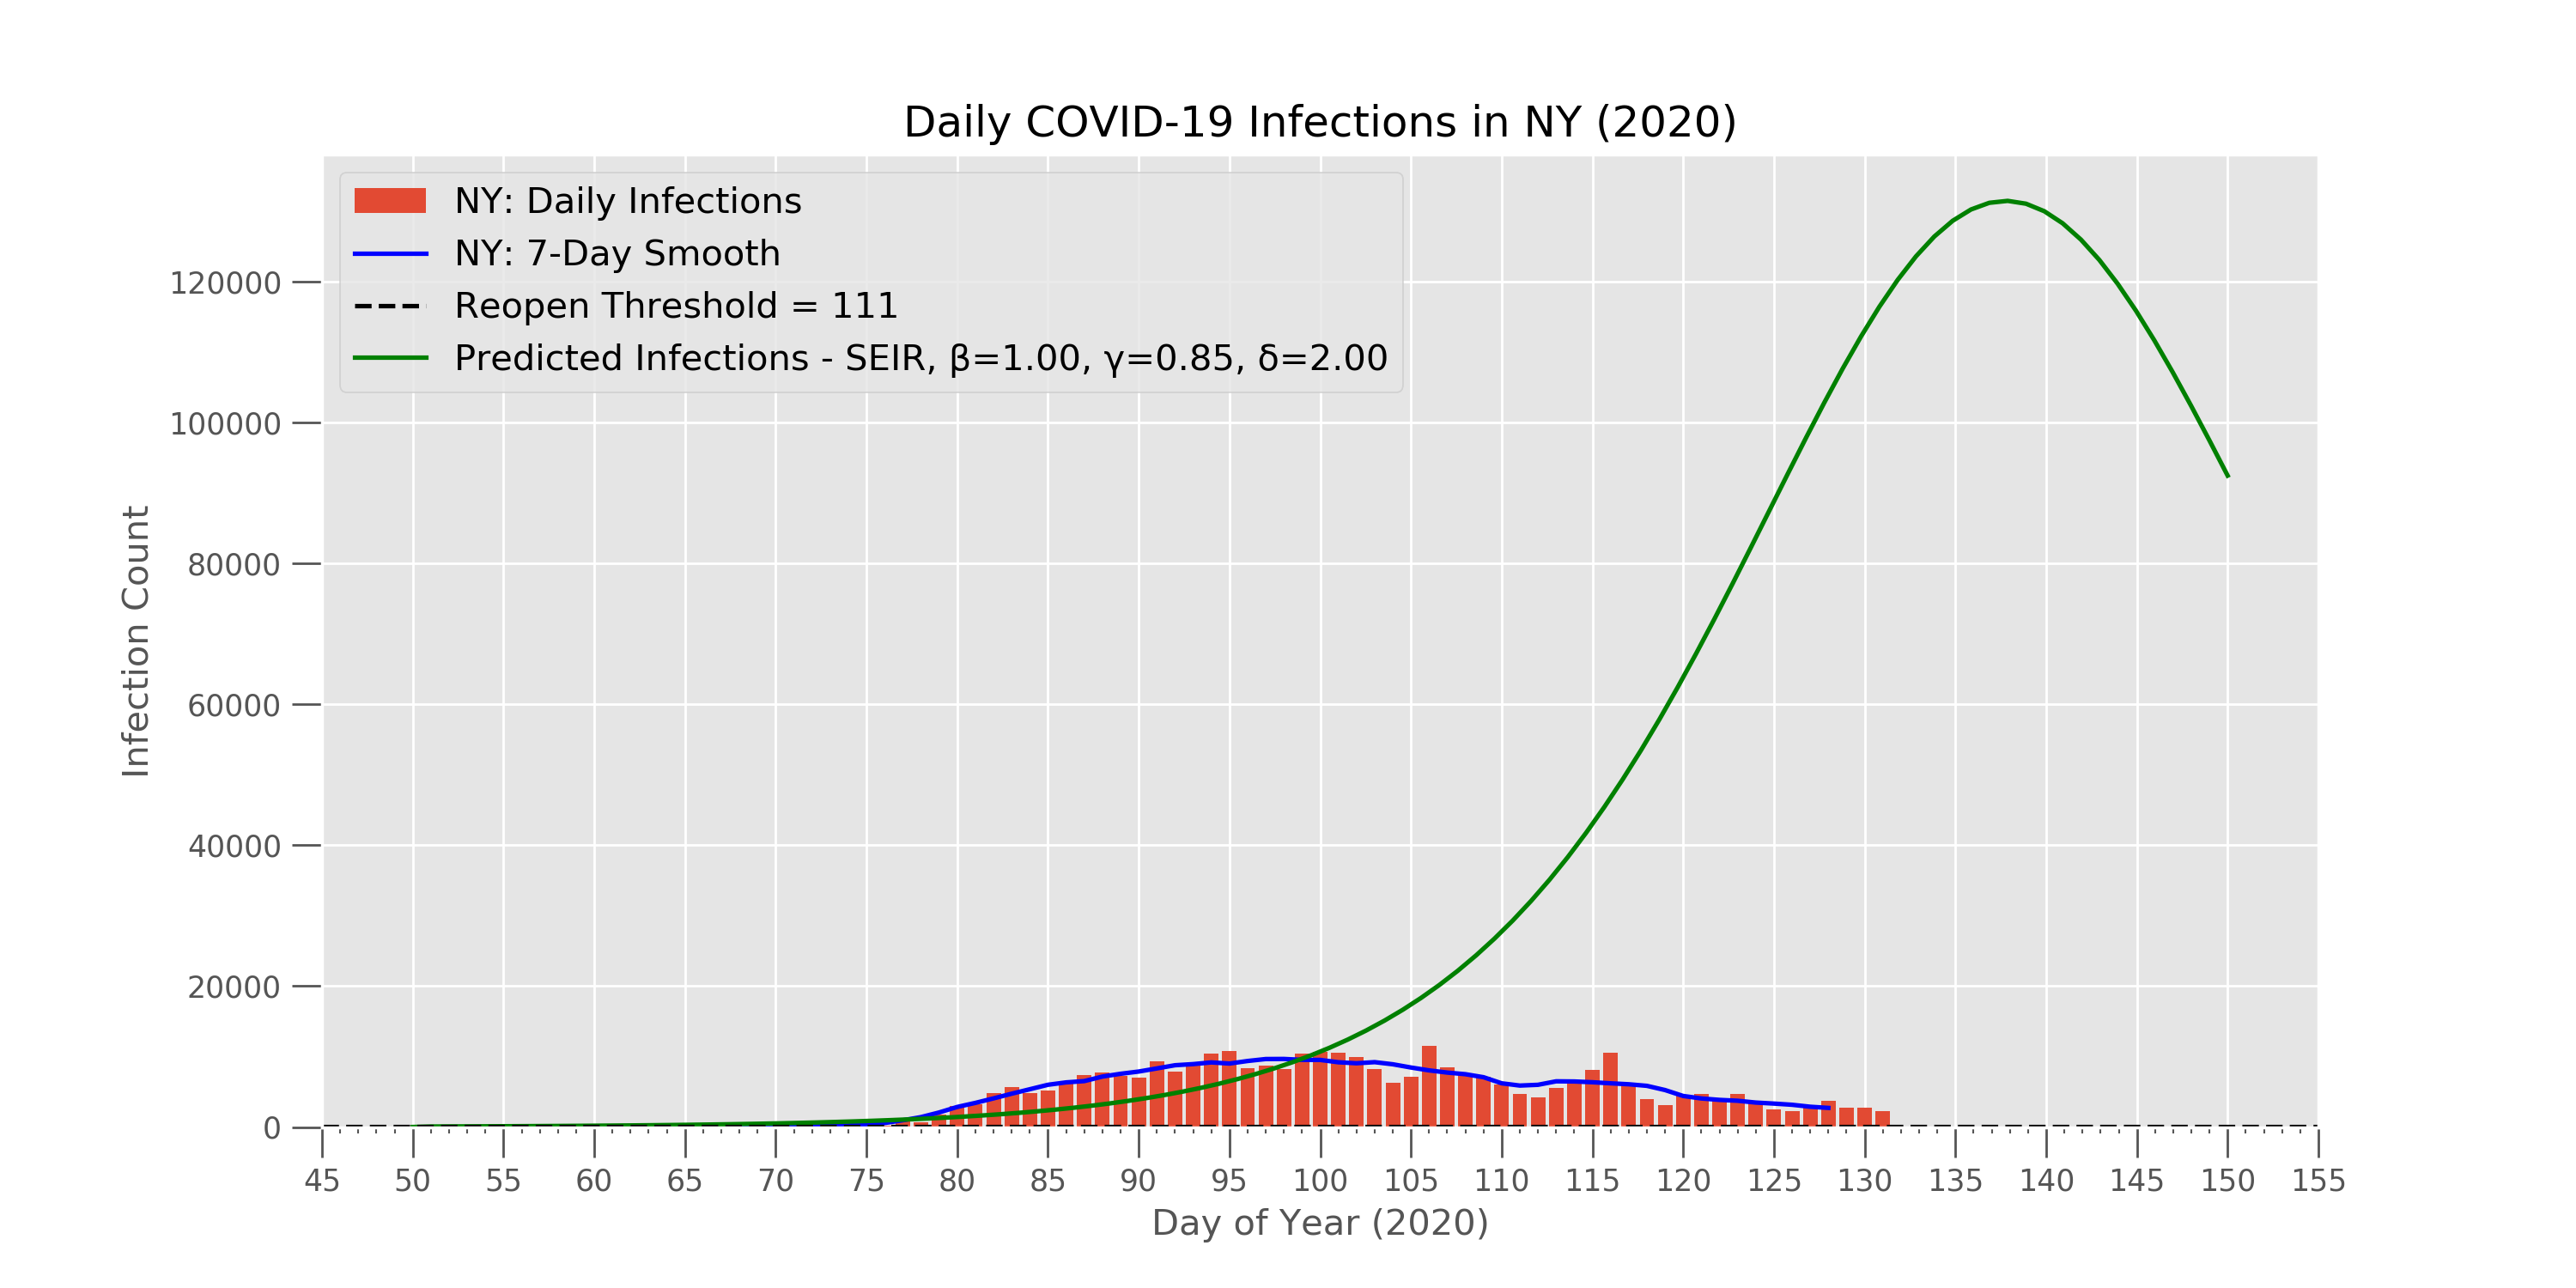 Daily COVID-19 Infections in NY (2020)
NY: Daily Infections
NY: 7-Day Smooth
Reopen Threshold = 111
Predicted Infections - SEIR, β=1.00, γ=0.85, δ=2.00
Infection Count
120000
100000
80000
60000
40000
20000
0
45 50 55 60 65 70 75 80 85 90 95 100 105 110 115 120 125 130 135 140 145 150 155
Day of Year (2020)